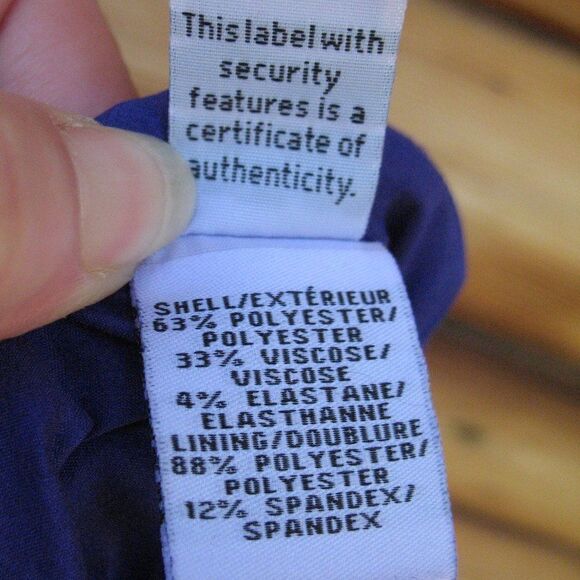 This label with
security
features is a
certificate of
authenticity.
SHELL/EXTÉRIEUR
63% POLYESTER/
POLYESTER
33% VISCOSE/
VISCOSE
4% ELASTANE/
ELASTHANNE
LINING/DOUBLURE
88% POLYESTER/
POLYESTER
12% SPANDEX/
SPANDEX